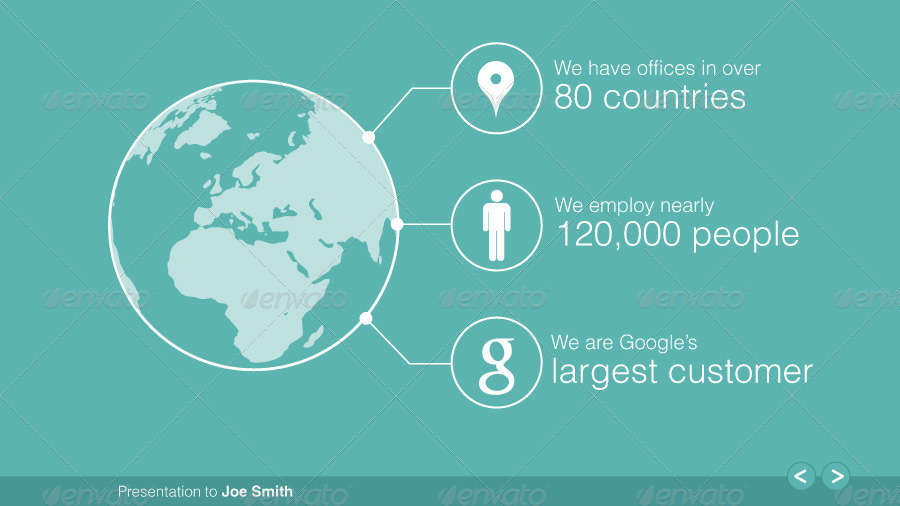 We have offices in over
80 countries
We employ nearly
120,000 people
g
We are Google's
largest customer
Presentation to Joe Smith
< >
envato